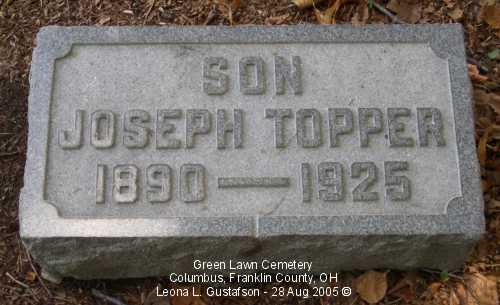 SON
JOSEPH TOPPER
1890 — 1925
Green Lawn Cemetery
Columbus, Franklin County, OH
Leona L. Gustafson - 28 Aug 2005 ©